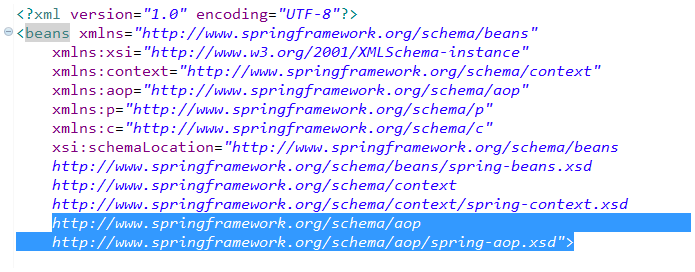 <?xml version="1.0" encoding="UTF-8"?>
<beans xmlns="http://www.springframework.org/schema/beans"
xmlns:xsi="http://www.w3.org/2001/XMLSchema-instance"
xmlns:context="http://www.springframework.org/schema/context"
xmlns:aop="http://www.springframework.org/schema/aop"
xmlns:p="http://www.springframework.org/schema/p"
xmlns:c="http://www.springframework.org/schema/c"
xsi:schemaLocation="http://www.springframework.org/schema/beans
http://www.springframework.org/schema/beans/spring-beans.xsd
http://www.springframework.org/schema/context
http://www.springframework.org/schema/context/spring-context.xsd
http://www.springframework.org/schema/aop
http://www.springframework.org/schema/aop/spring-aop.xsd">